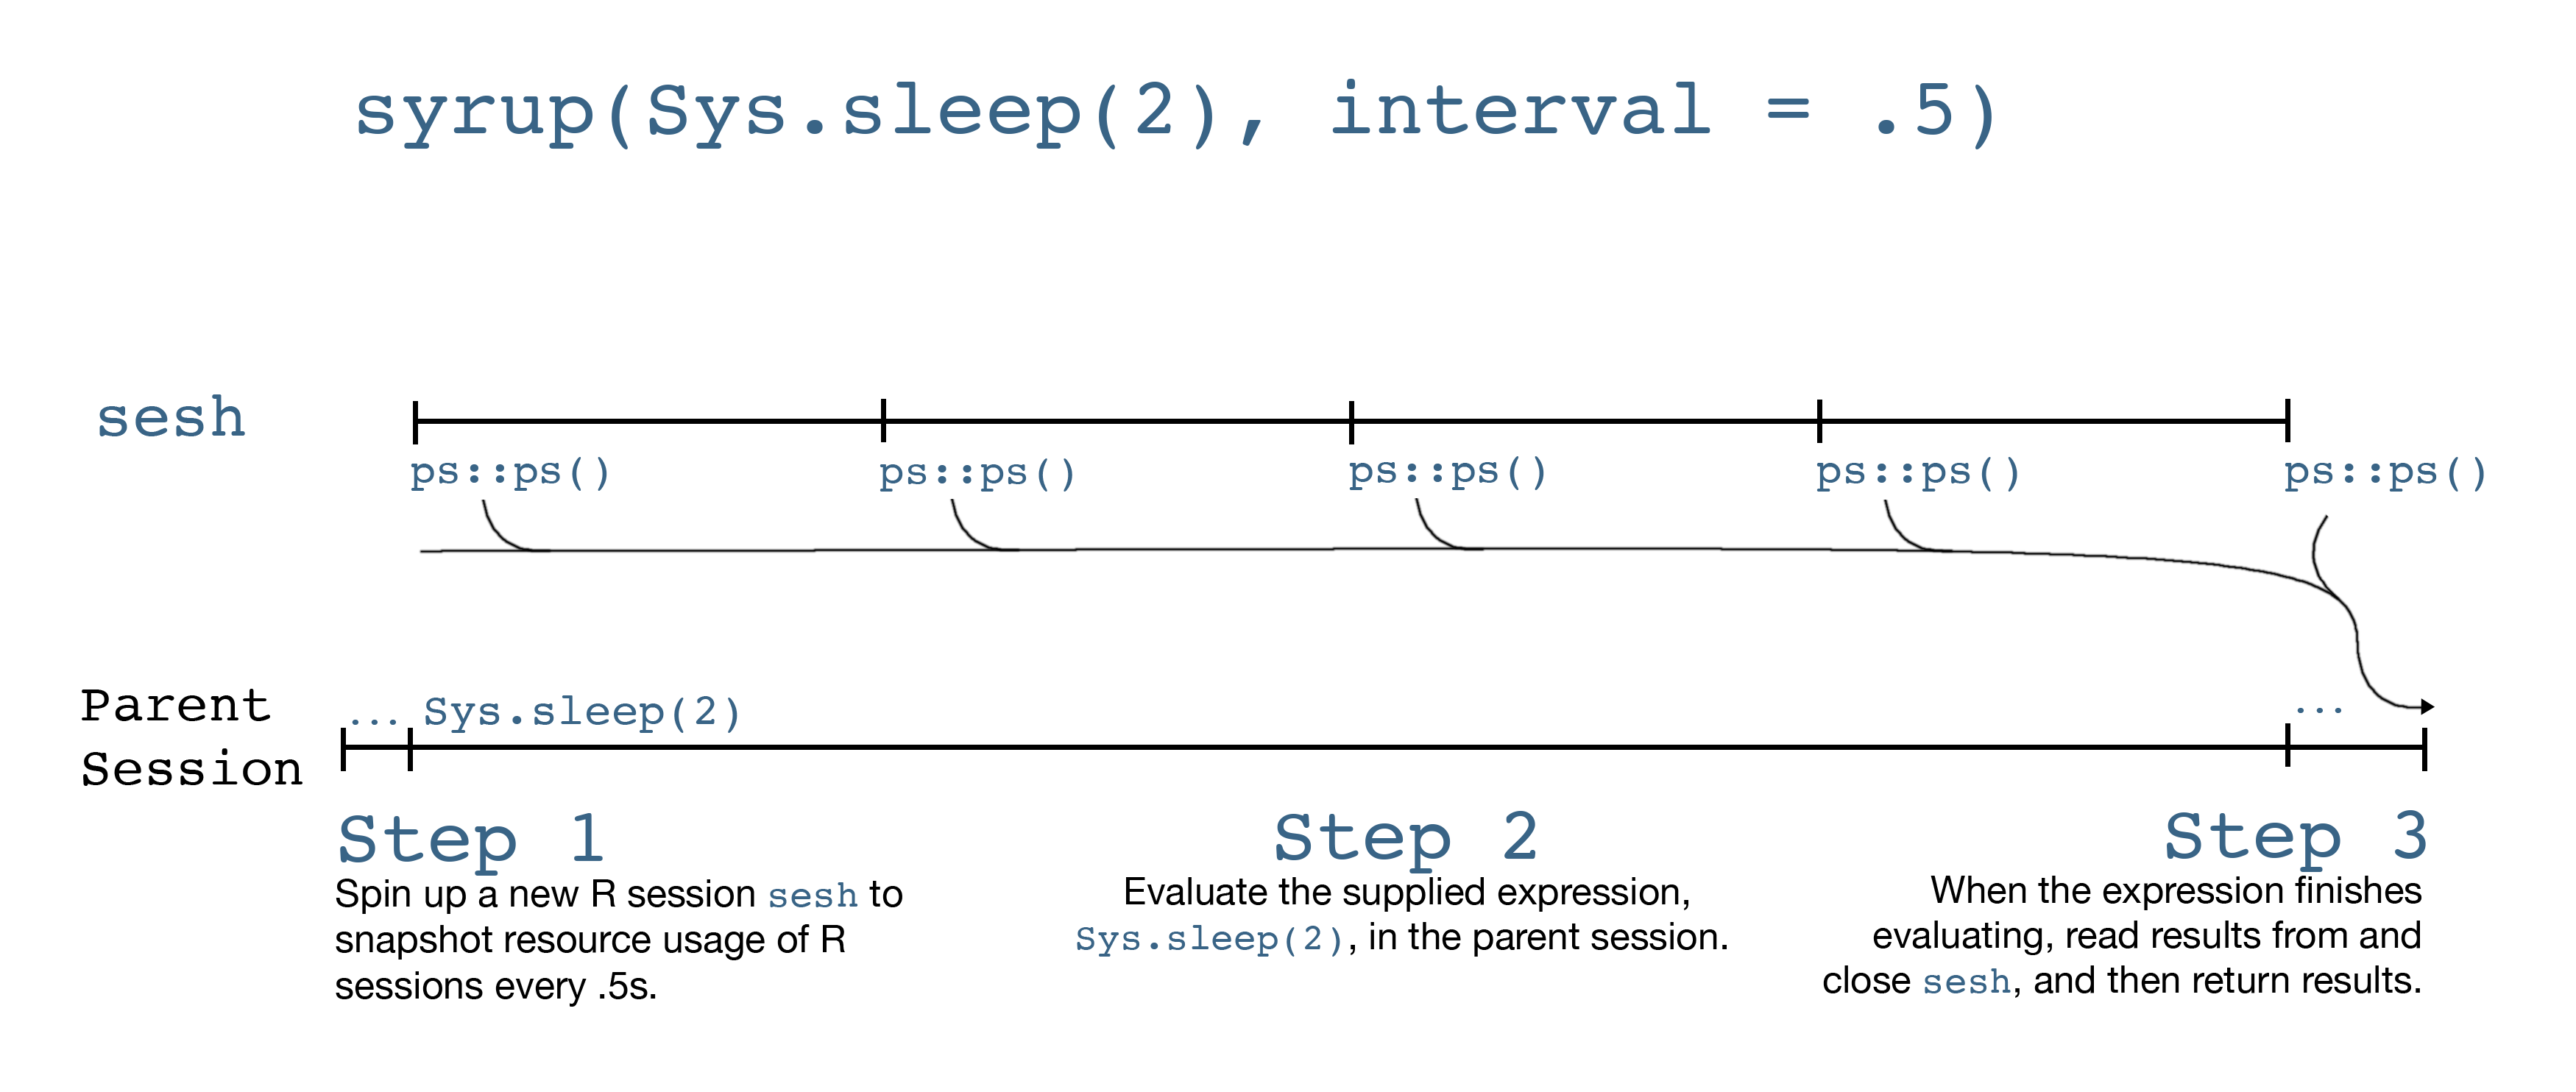 syrup(Sys.sleep(2), interval = .5)
sesh
ps::ps() ps::ps() ps::ps() ps::ps() ps::ps()
Parent
Session
... Sys.sleep(2) ...
Step 1
Spin up a new R session sesh to
snapshot resource usage of R
sessions every .5s.
Step 2
Evaluate the supplied expression,
Sys.sleep(2), in the parent session.
Step 3
When the expression finishes
evaluating, read results from and
close sesh, and then return results.